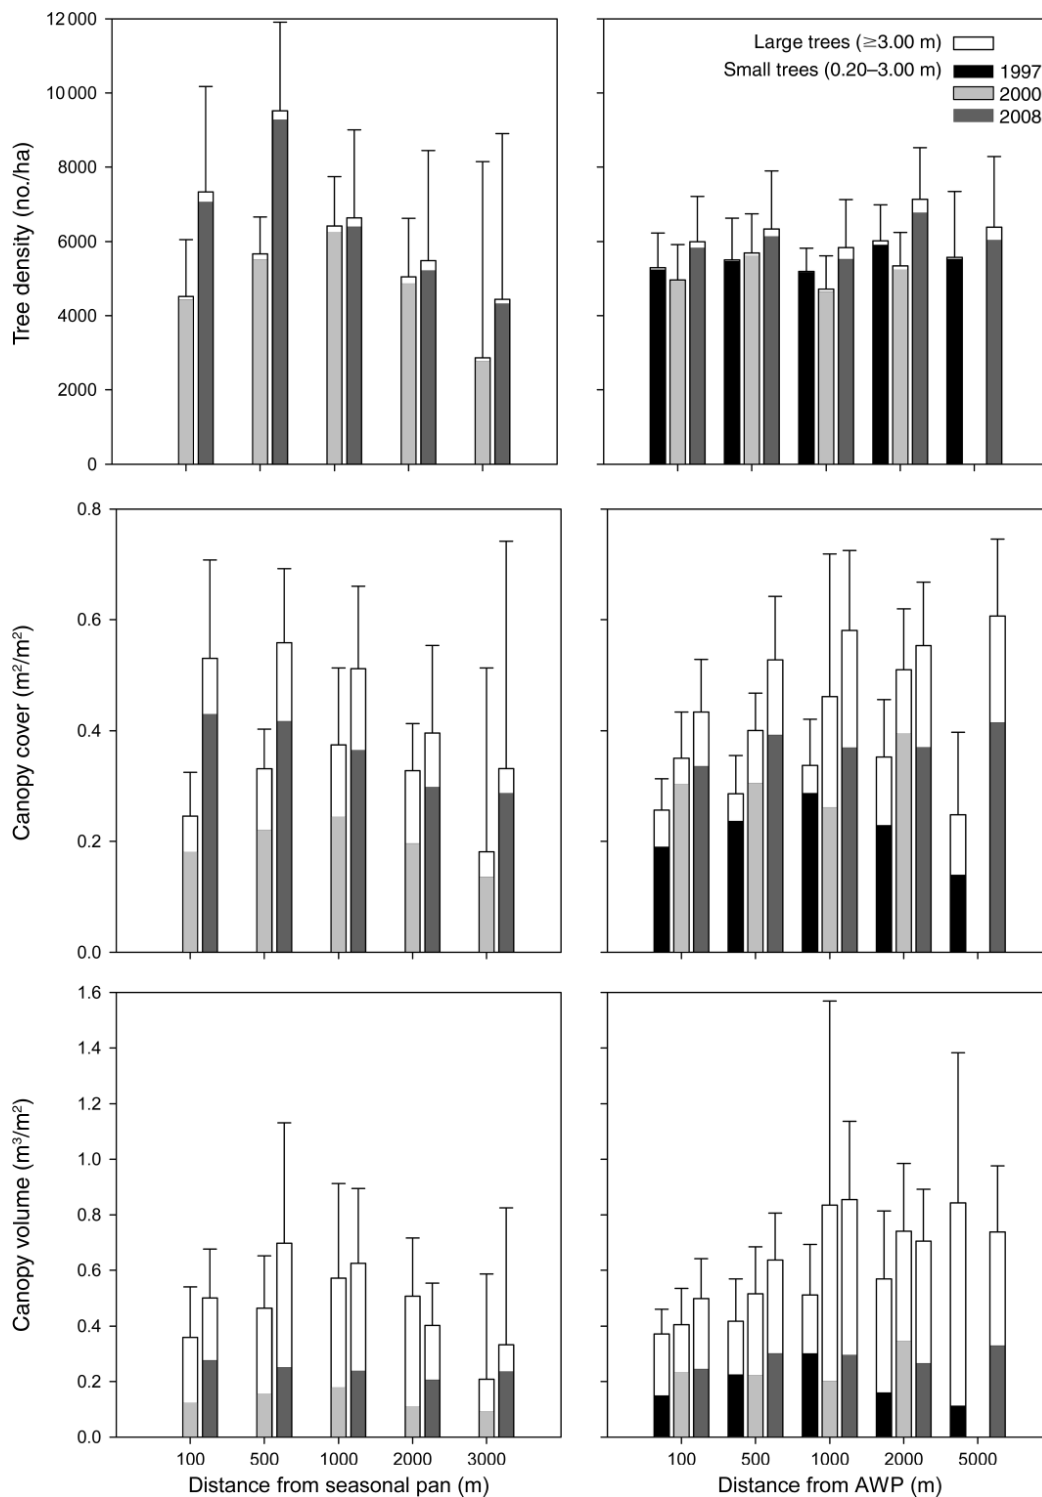 Tree density (no./ha)
12 000
10 000
8000
6000
4000
2000
0
Large trees (≥3.00 m)
Small trees (0.20–3.00 m)
1997
2000
2008
Canopy cover (m²/m²)
0.8
0.6
0.4
0.2
0.0
Canopy volume (m³/m²)
1.6
1.4
1.2
1.0
0.8
0.6
0.4
0.2
0.0
100 500 1000 2000 3000
Distance from seasonal pan (m)
100 500 1000 2000 5000
Distance from AWP (m)